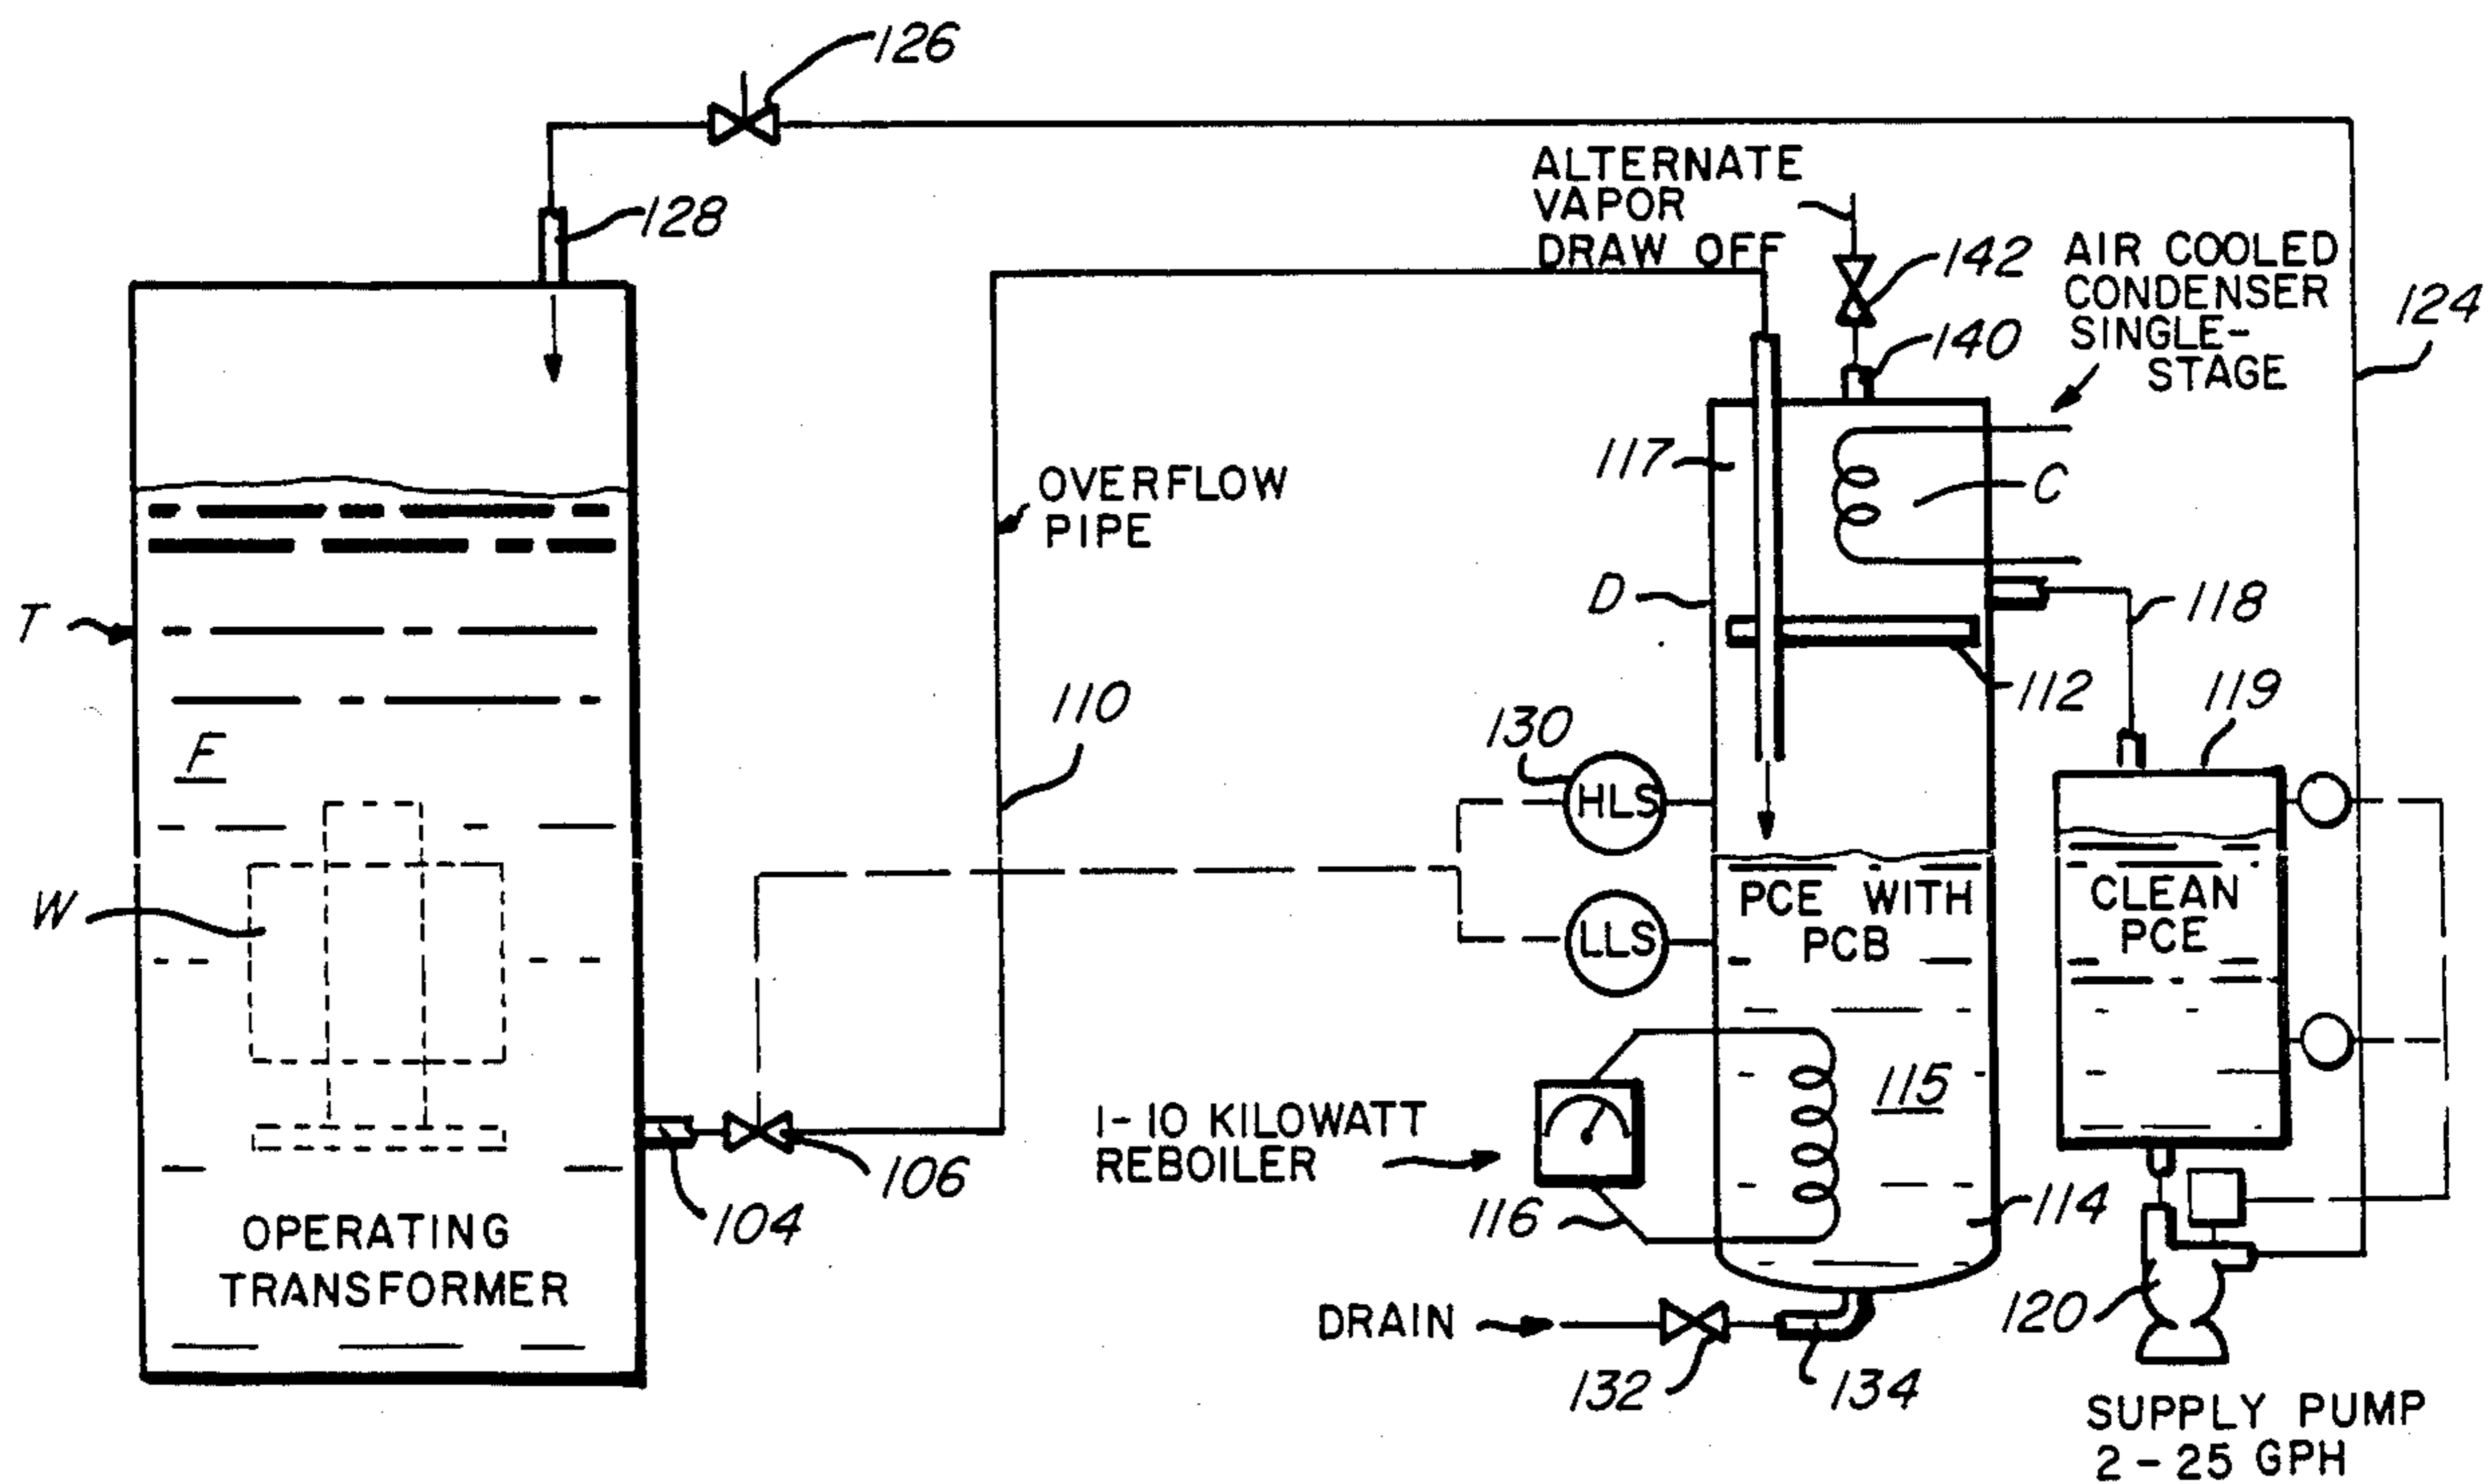 126
128
ALTERNATE
VAPOR
DRAW OFF
142
140
AIR COOLED
CONDENSER
SINGLE-
STAGE
124
117
C
OVERFLOW
PIPE
D
118
T
112
119
110
130
F
HLS
W
LLS
PCE WITH
PCB
CLEAN
PCE
115
1-10 KILOWATT
REBOILER
106
104
116
114
OPERATING
TRANSFORMER
DRAIN
132
134
120
SUPPLY PUMP
2-25 GPH